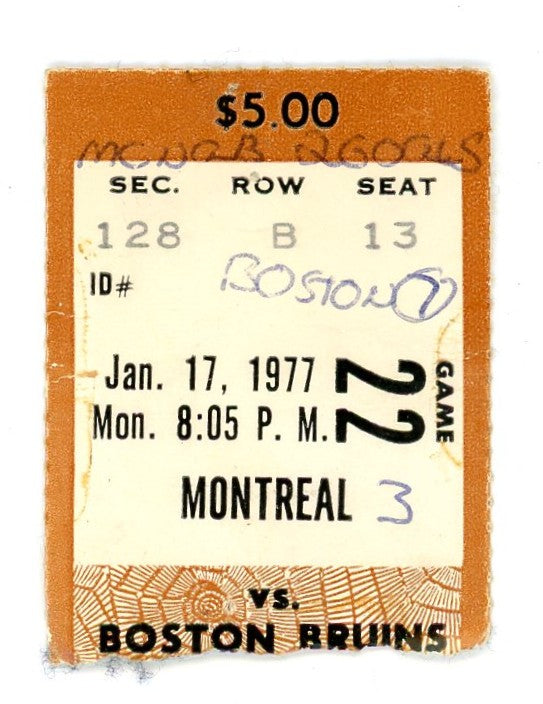 $5.00
McNAB 2GOALS
SEC. ROW SEAT
128 B 13
ID#
BOSTON 7
Jan. 17, 1977
Mon. 8:05 P. M.
GAME 22
MONTREAL 3
VS.
BOSTON BRUINS